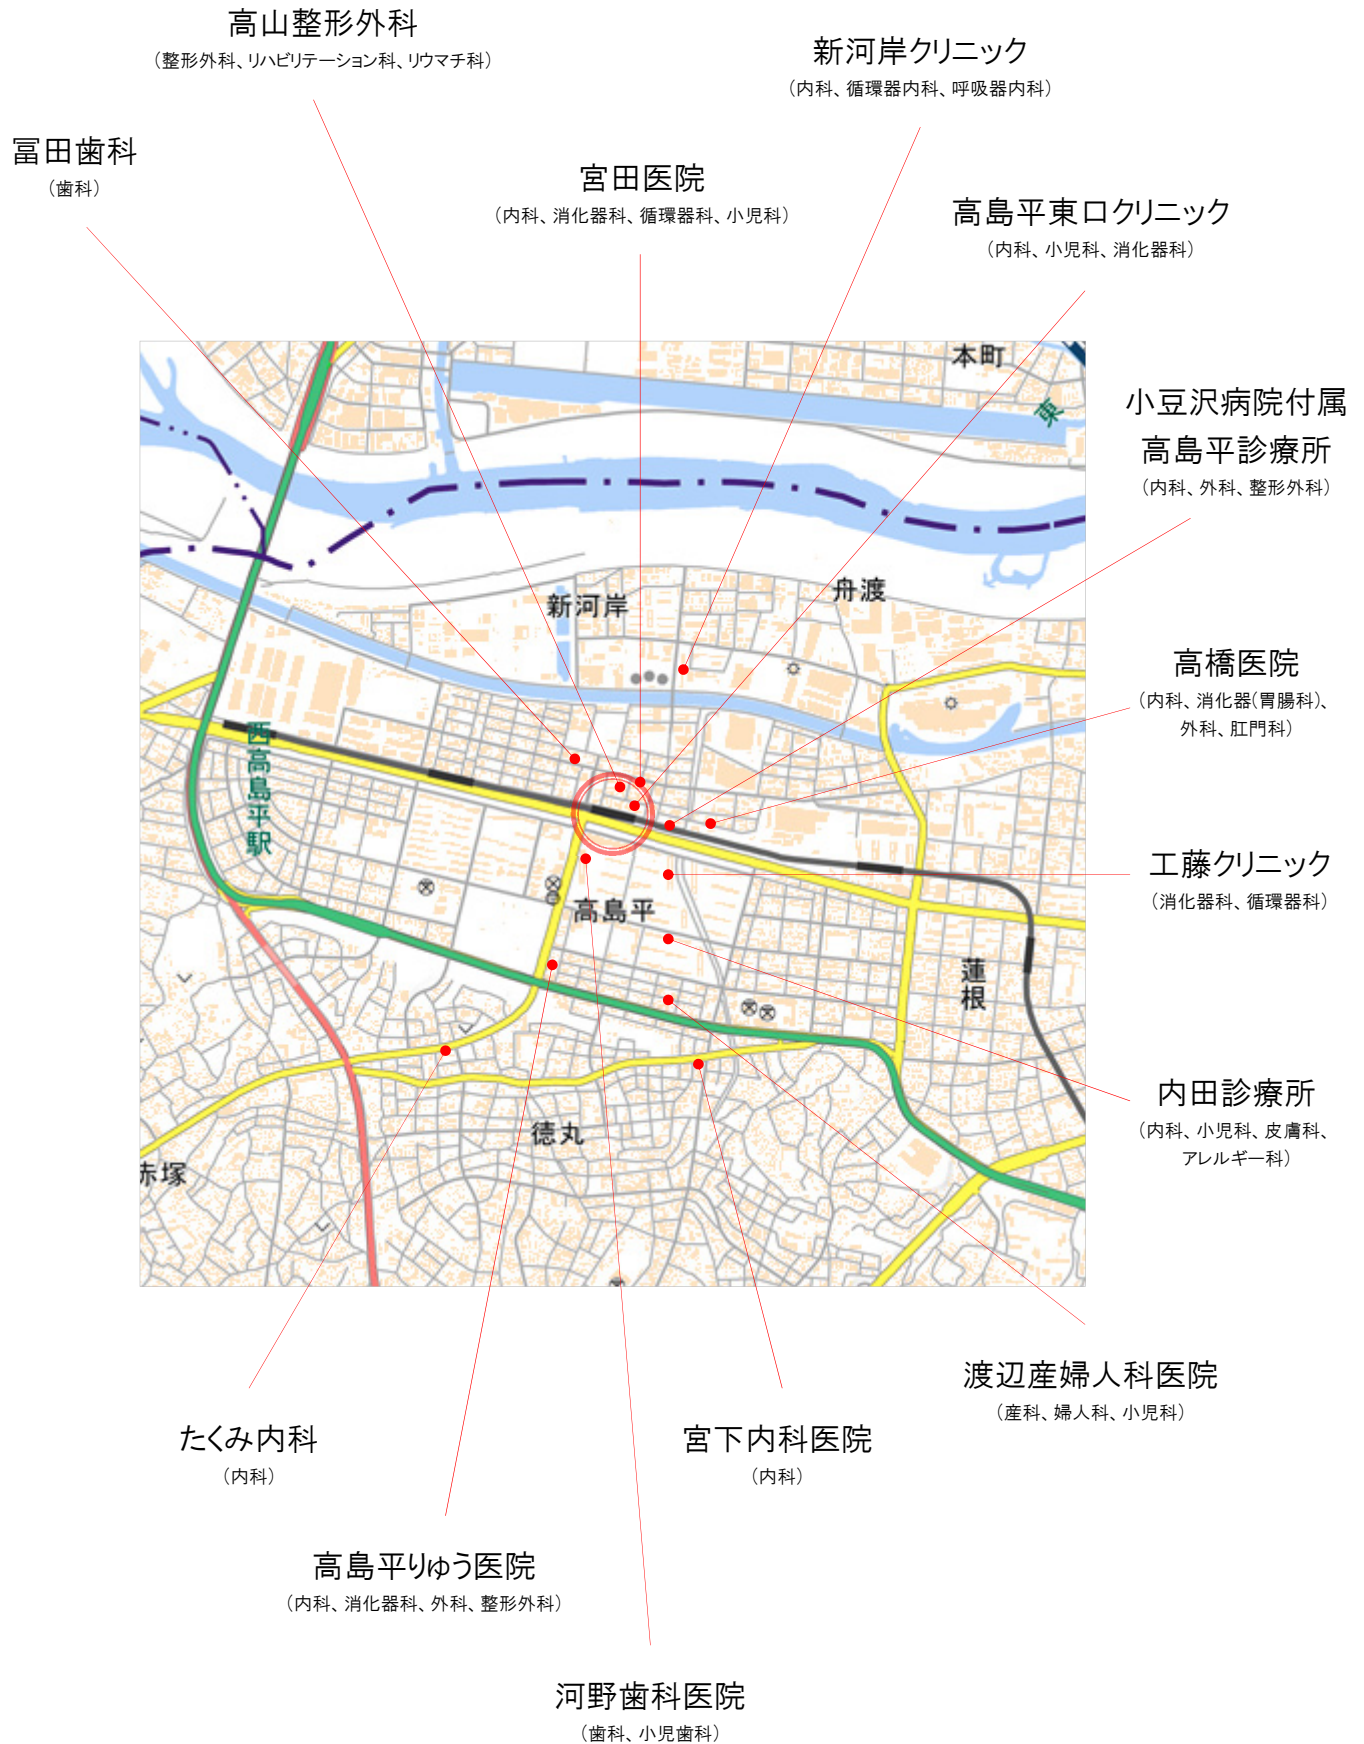 高山整形外科
（整形外科、リハビリテーション科、リウマチ科）
新河岸クリニック
（内科、循環器内科、呼吸器内科）
冨田歯科
（歯科）
宮田医院
（内科、消化器科、循環器科、小児科）
高島平東口クリニック
（内科、小児科、消化器科）
本町
東
小豆沢病院付属
高島平診療所
（内科、外科、整形外科）
新河岸
舟渡
高橋医院
（内科、消化器(胃腸科)、
外科、肛門科）
西高島平駅
工藤クリニック
（消化器科、循環器科）
高島平
蓮根
内田診療所
（内科、小児科、皮膚科、
アレルギー科）
徳丸
赤塚
渡辺産婦人科医院
（産科、婦人科、小児科）
たくみ内科
（内科）
宮下内科医院
（内科）
高島平りゅう医院
（内科、消化器科、外科、整形外科）
河野歯科医院
（歯科、小児歯科）